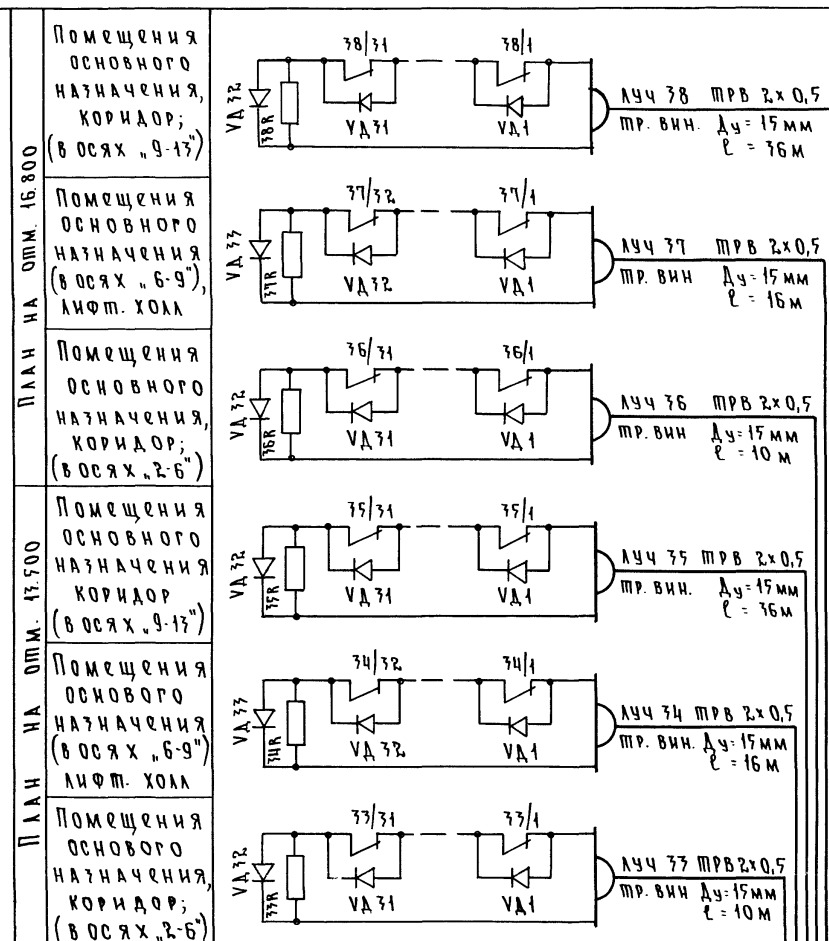 ПЛАН НА ОТМ. 16.800
Помещения
основного
назначения,
коридор;
(в осях „9-13")
38/31
38/1
VД32
38R
VД31
VД1
ЛУЧ 38 ТРВ 2х0,5
ТР. ВИН. Ду=15мм
ℓ = 36м
Помещения
основного
назначения
(в осях „6-9"),
лифт. холл
37/32
37/1
VД33
37R
VД32
VД1
ЛУЧ 37 ТРВ 2х0,5
ТР. ВИН Ду=15мм
ℓ = 16м
Помещения
основного
назначения,
коридор;
(в осях „2-6")
36/31
36/1
VД32
36R
VД31
VД1
ЛУЧ 36 ТРВ 2х0,5
ТР. ВИН Ду=15мм
ℓ = 10м
ПЛАН НА ОТМ. 13.500
Помещения
основного
назначения
коридор
(в осях „9-13")
35/31
35/1
VД32
35R
VД31
VД1
ЛУЧ 35 ТРВ 2х0,5
ТР. ВИН. Ду=15мм
ℓ = 36м
Помещения
основого
назначения
(в осях „6-9")
лифт. холл
34/32
34/1
VД33
34R
VД32
VД1
ЛУЧ 34 ТРВ 2х0,5
ТР. ВИН. Ду=15мм
ℓ = 16м
Помещения
основого
назначения,
коридор;
(в осях „2-6")
33/31
33/1
VД32
33R
VД31
VД1
ЛУЧ 33 ТРВ2х0,5
ТР. ВИН Ду=15мм
ℓ = 10м